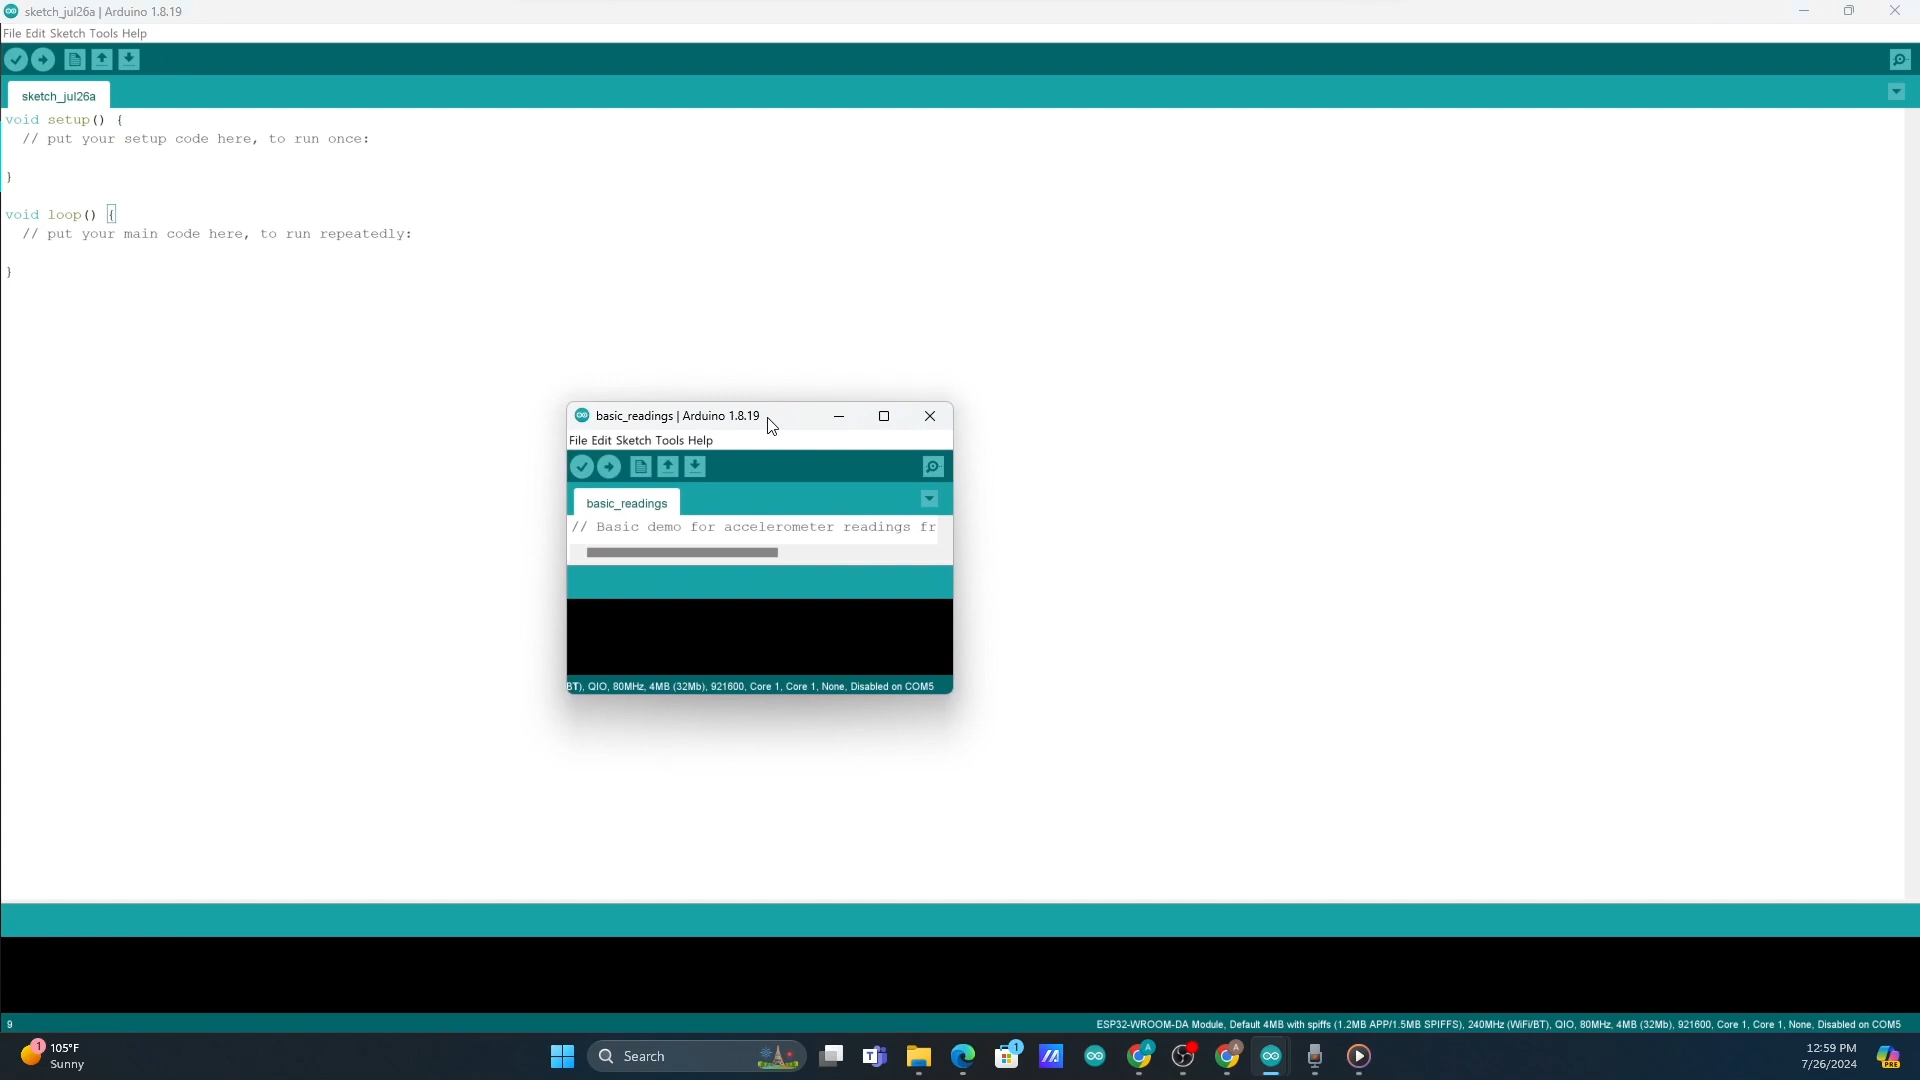 sketch_jul26a | Arduino 1.8.19
File Edit Sketch Tools Help
sketch_jul26a
void setup() {
// put your setup code here, to run once:
}
void loop() {
// put your main code here, to run repeatedly:
}
basic_readings | Arduino 1.8.19
File Edit Sketch Tools Help
basic_readings
// Basic demo for accelerometer readings fr
BT), QIO, 80MHz, 4MB (32Mb), 921600, Core 1, Core 1, None, Disabled on COM5
9
ESP32-WROOM-DA Module, Default 4MB with spiffs (1.2MB APP/1.5MB SPIFFS), 240MHz (WiFi/BT), QIO, 80MHz, 4MB (32Mb), 921600, Core 1, Core 1, None, Disabled on COM5
1
105°F
Sunny
Search
1
A
A
12:59 PM
7/26/2024
PRE